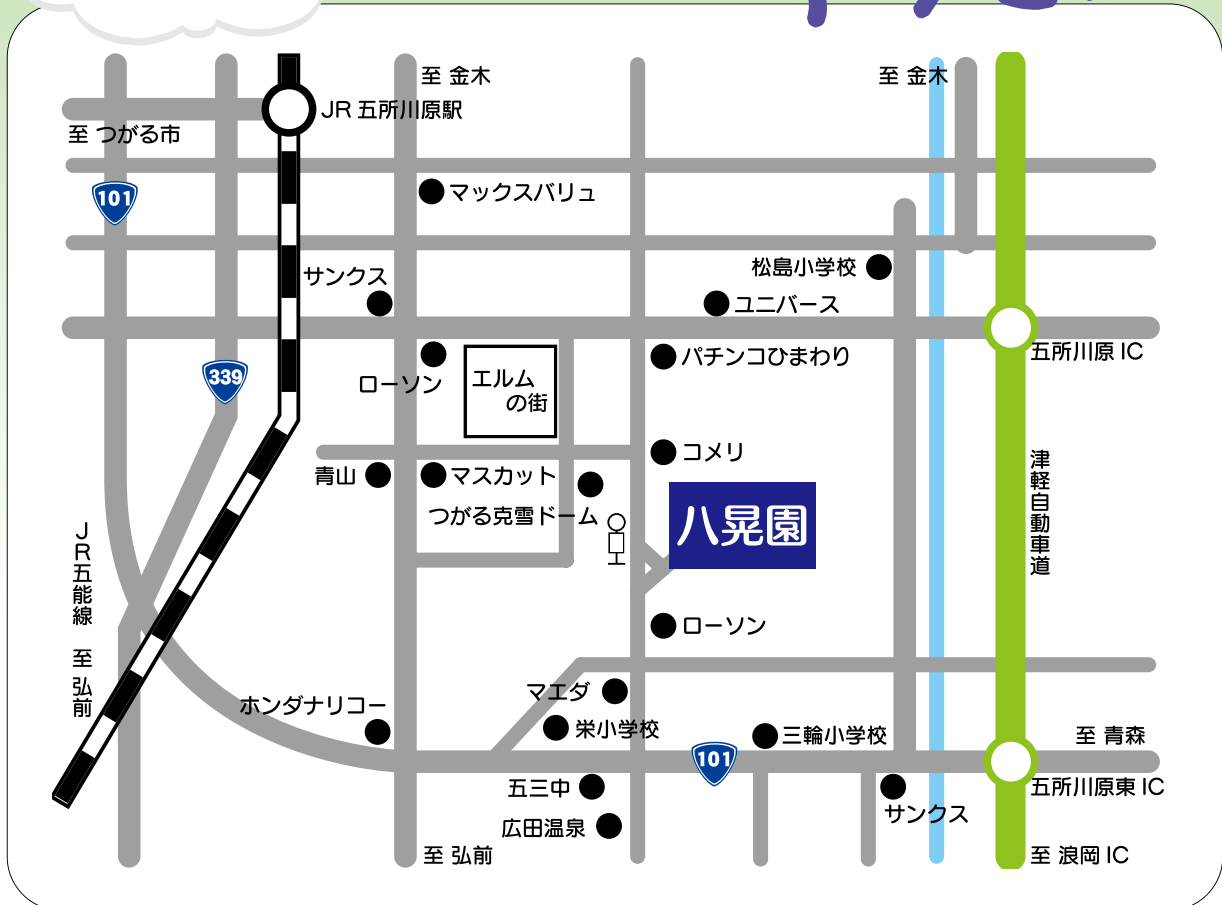 至 金木
至 金木
JR 五所川原駅
至 つがる市
101
マックスバリュ
松島小学校
サンクス
ユニバース
五所川原 IC
パチンコひまわり
ローソン
エルム
の街
339
コメリ
青山
マスカット
つがる克雪ドーム
八晃園
津軽自動車道
JR五能線 至 弘前
ローソン
マエダ
ホンダナリコー
栄小学校
三輪小学校
101
至 青森
五三中
五所川原東 IC
サンクス
広田温泉
至 弘前
至 浪岡 IC